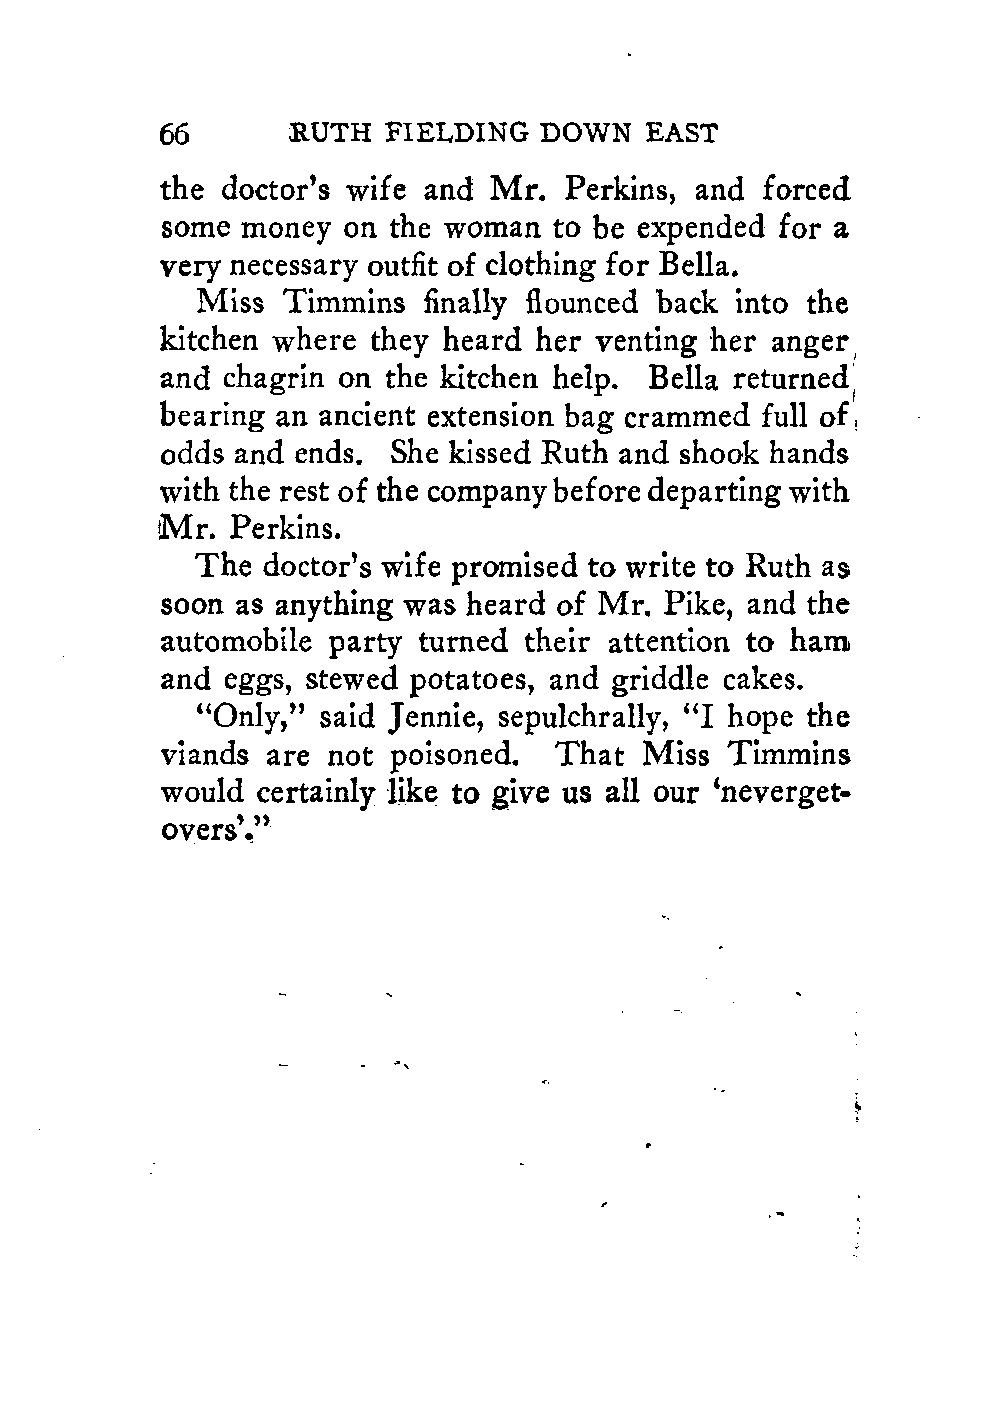 66 RUTH FIELDING DOWN EAST
the doctor's wife and Mr. Perkins, and forced
some money on the woman to be expended for a
very necessary outfit of clothing for Bella.
Miss Timmins finally flounced back into the
kitchen where they heard her venting her anger
and chagrin on the kitchen help. Bella returned
bearing an ancient extension bag crammed full of
odds and ends. She kissed Ruth and shook hands
with the rest of the company before departing with
Mr. Perkins.
The doctor's wife promised to write to Ruth as
soon as anything was heard of Mr. Pike, and the
automobile party turned their attention to ham
and eggs, stewed potatoes, and griddle cakes.
“Only,” said Jennie, sepulchrally, “I hope the
viands are not poisoned. That Miss Timmins
would certainly like to give us all our ‘neverget-
overs’.”